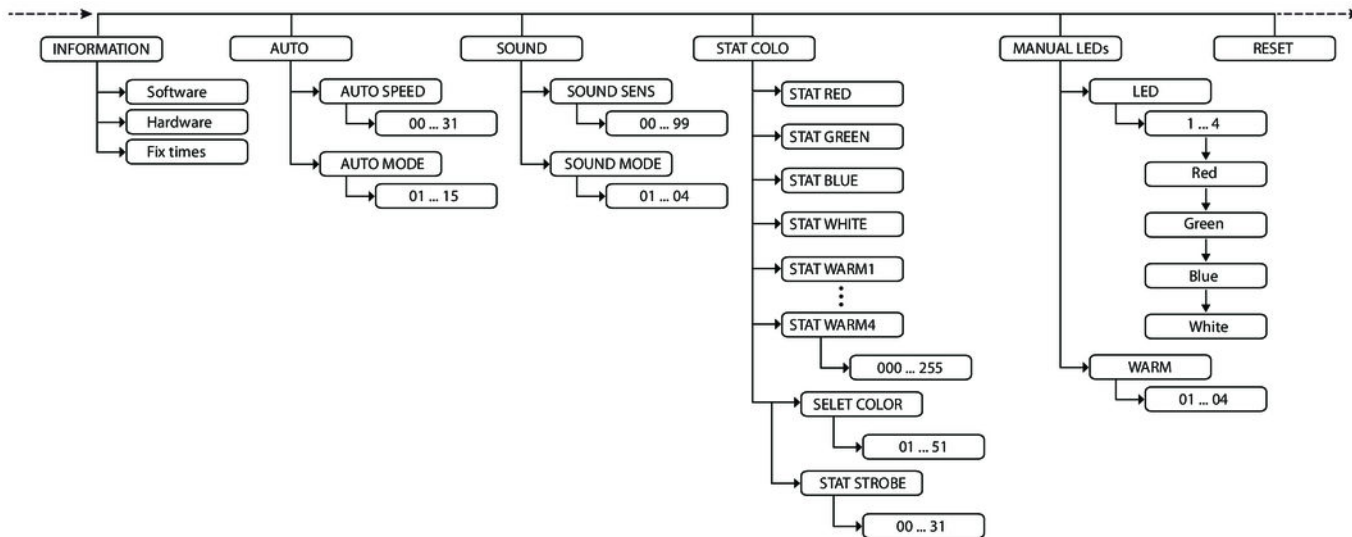 INFORMATION
Software
Hardware
Fix times
AUTO
AUTO SPEED
00 ... 31
AUTO MODE
01 ... 15
SOUND
SOUND SENS
00 ... 99
SOUND MODE
01 ... 04
STAT COLO
STAT RED
STAT GREEN
STAT BLUE
STAT WHITE
STAT WARM1
STAT WARM4
000 ... 255
SELET COLOR
01 ... 51
STAT STROBE
00 ... 31
MANUAL LEDs
LED
1 ... 4
Red
Green
Blue
White
WARM
01 ... 04
RESET